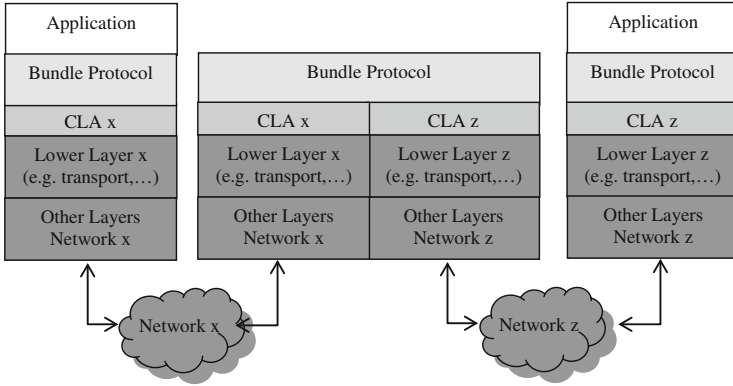 Application
Bundle Protocol
CLA x
Lower Layer x
(e.g. transport,...)
Other Layers
Network x
Bundle Protocol
CLA x
CLA z
Lower Layer x
(e.g. transport,...)
Lower Layer z
(e.g. transport,...)
Other Layers
Network x
Other Layers
Network z
Application
Bundle Protocol
CLA z
Lower Layer z
(e.g. transport,...)
Other Layers
Network z
Network x
Network z